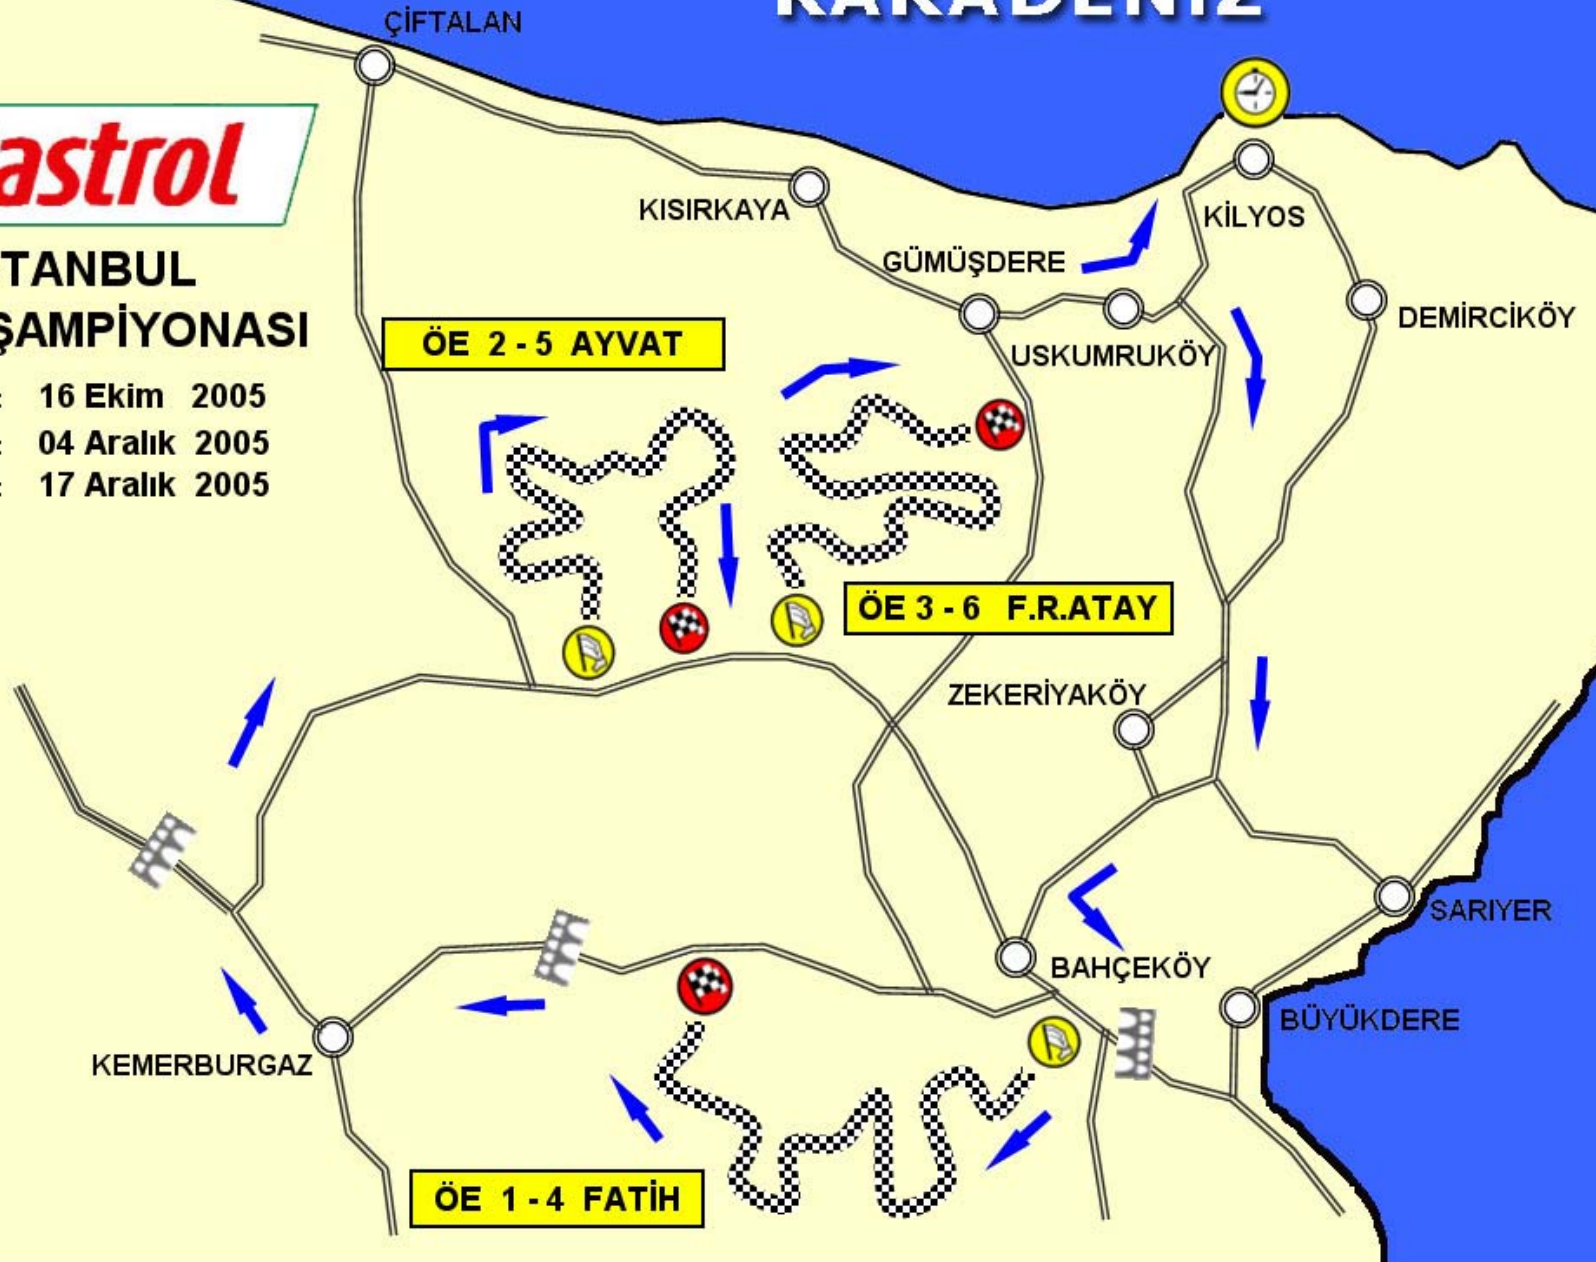 KARADENİZ
ÇİFTALAN
astrol
KISIRKAYA
KİLYOS
TANBUL
GÜMÜŞDERE
ŞAMPİYONASI
DEMİRCİKÖY
ÖE 2 - 5 AYVAT
USKUMRUKÖY
: 16 Ekim 2005
: 04 Aralık 2005
: 17 Aralık 2005
ÖE 3 - 6 F.R.ATAY
ZEKERİYAKÖY
SARIYER
BAHÇEKÖY
BÜYÜKDERE
KEMERBURGAZ
ÖE 1 - 4 FATİH